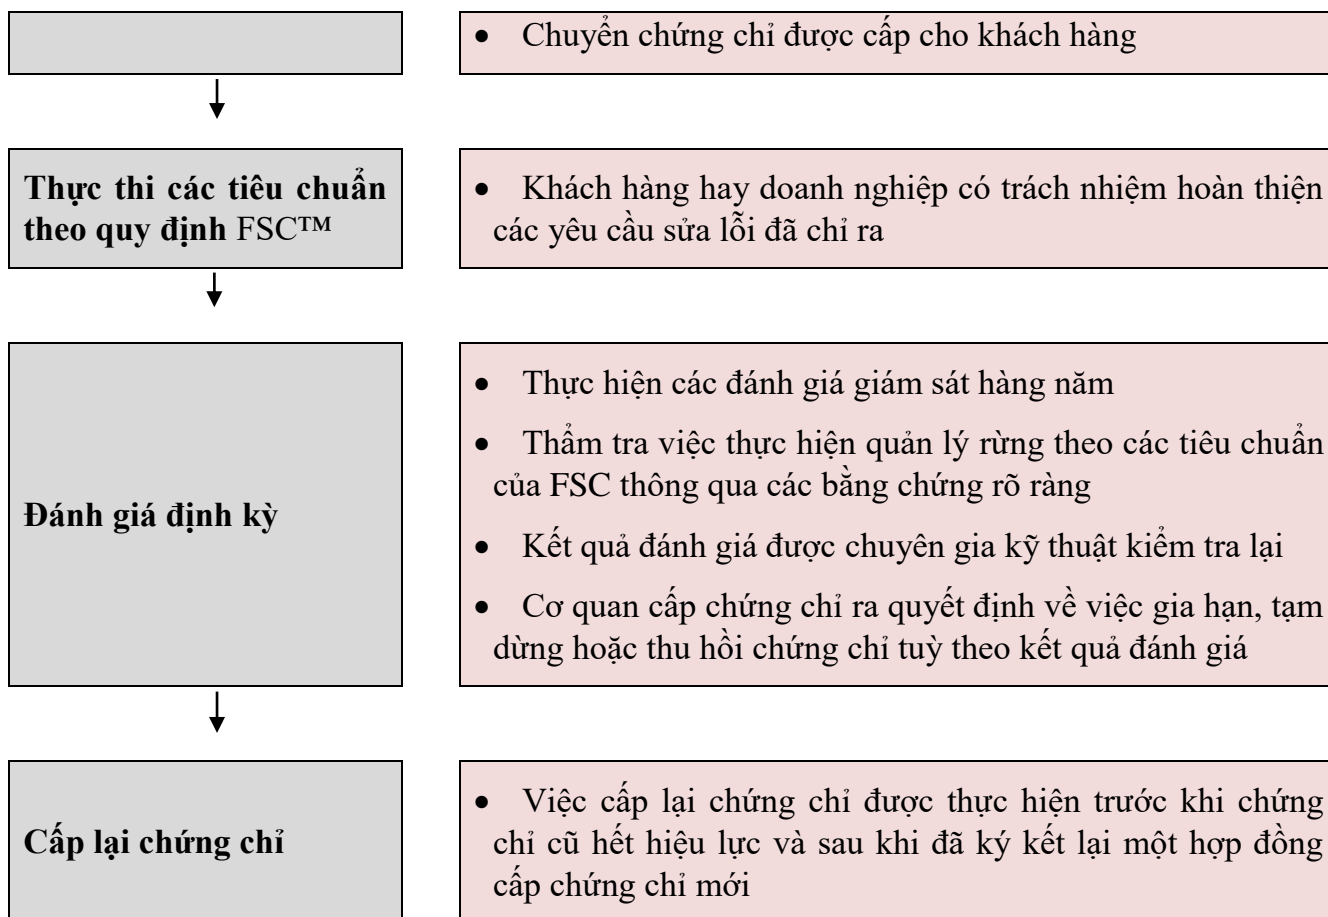 • Chuyển chứng chỉ được cấp cho khách hàng
Thực thi các tiêu chuẩn
theo quy định FSC™
• Khách hàng hay doanh nghiệp có trách nhiệm hoàn thiện
các yêu cầu sửa lỗi đã chỉ ra
Đánh giá định kỳ
• Thực hiện các đánh giá giám sát hàng năm
• Thẩm tra việc thực hiện quản lý rừng theo các tiêu chuẩn
của FSC thông qua các bằng chứng rõ ràng
• Kết quả đánh giá được chuyên gia kỹ thuật kiểm tra lại
• Cơ quan cấp chứng chỉ ra quyết định về việc gia hạn, tạm
dừng hoặc thu hồi chứng chỉ tuỳ theo kết quả đánh giá
Cấp lại chứng chỉ
• Việc cấp lại chứng chỉ được thực hiện trước khi chứng
chỉ cũ hết hiệu lực và sau khi đã ký kết lại một hợp đồng
cấp chứng chỉ mới